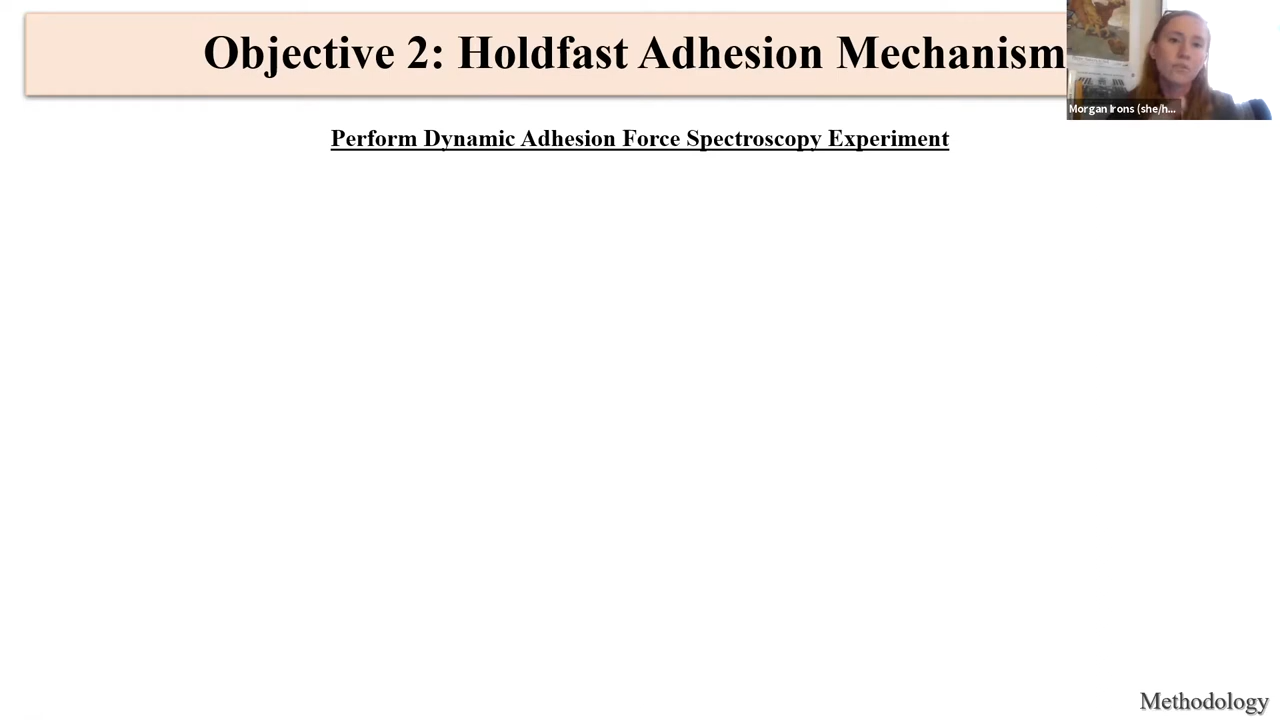 Objective 2: Holdfast Adhesion Mechanism
Morgan Irons (she/h...
Perform Dynamic Adhesion Force Spectroscopy Experiment
Methodology